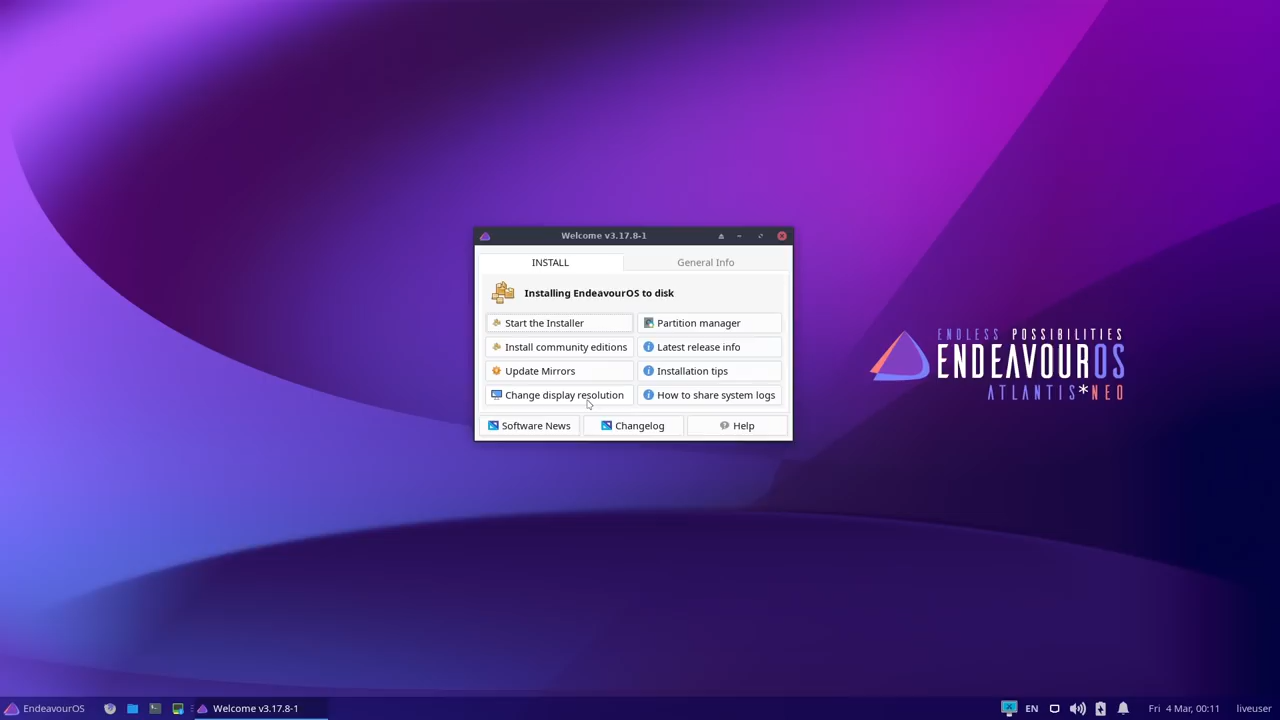 Welcome v3.17.8-1
INSTALL
General Info
Installing EndeavourOS to disk
Start the Installer
Partition manager
Install community editions
Latest release info
Update Mirrors
Installation tips
Change display resolution
How to share system logs
Software News
Changelog
Help
ENDLESS POSSIBILITIES
ENDEAVOUROS
ATLANTIS*NEO
EndeavourOS
Welcome v3.17.8-1
EN
Fri 4 Mar, 00:11
liveuser